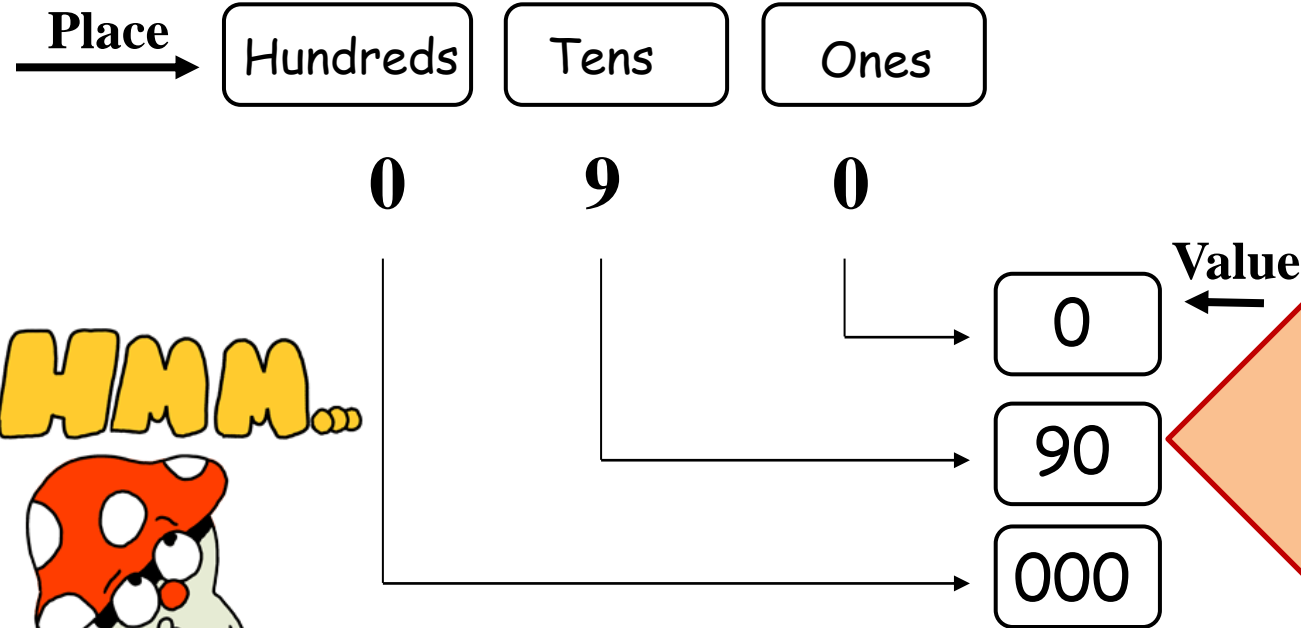 Place
Hundreds Tens Ones
0 9 0
Value
0
HMM...
90
000